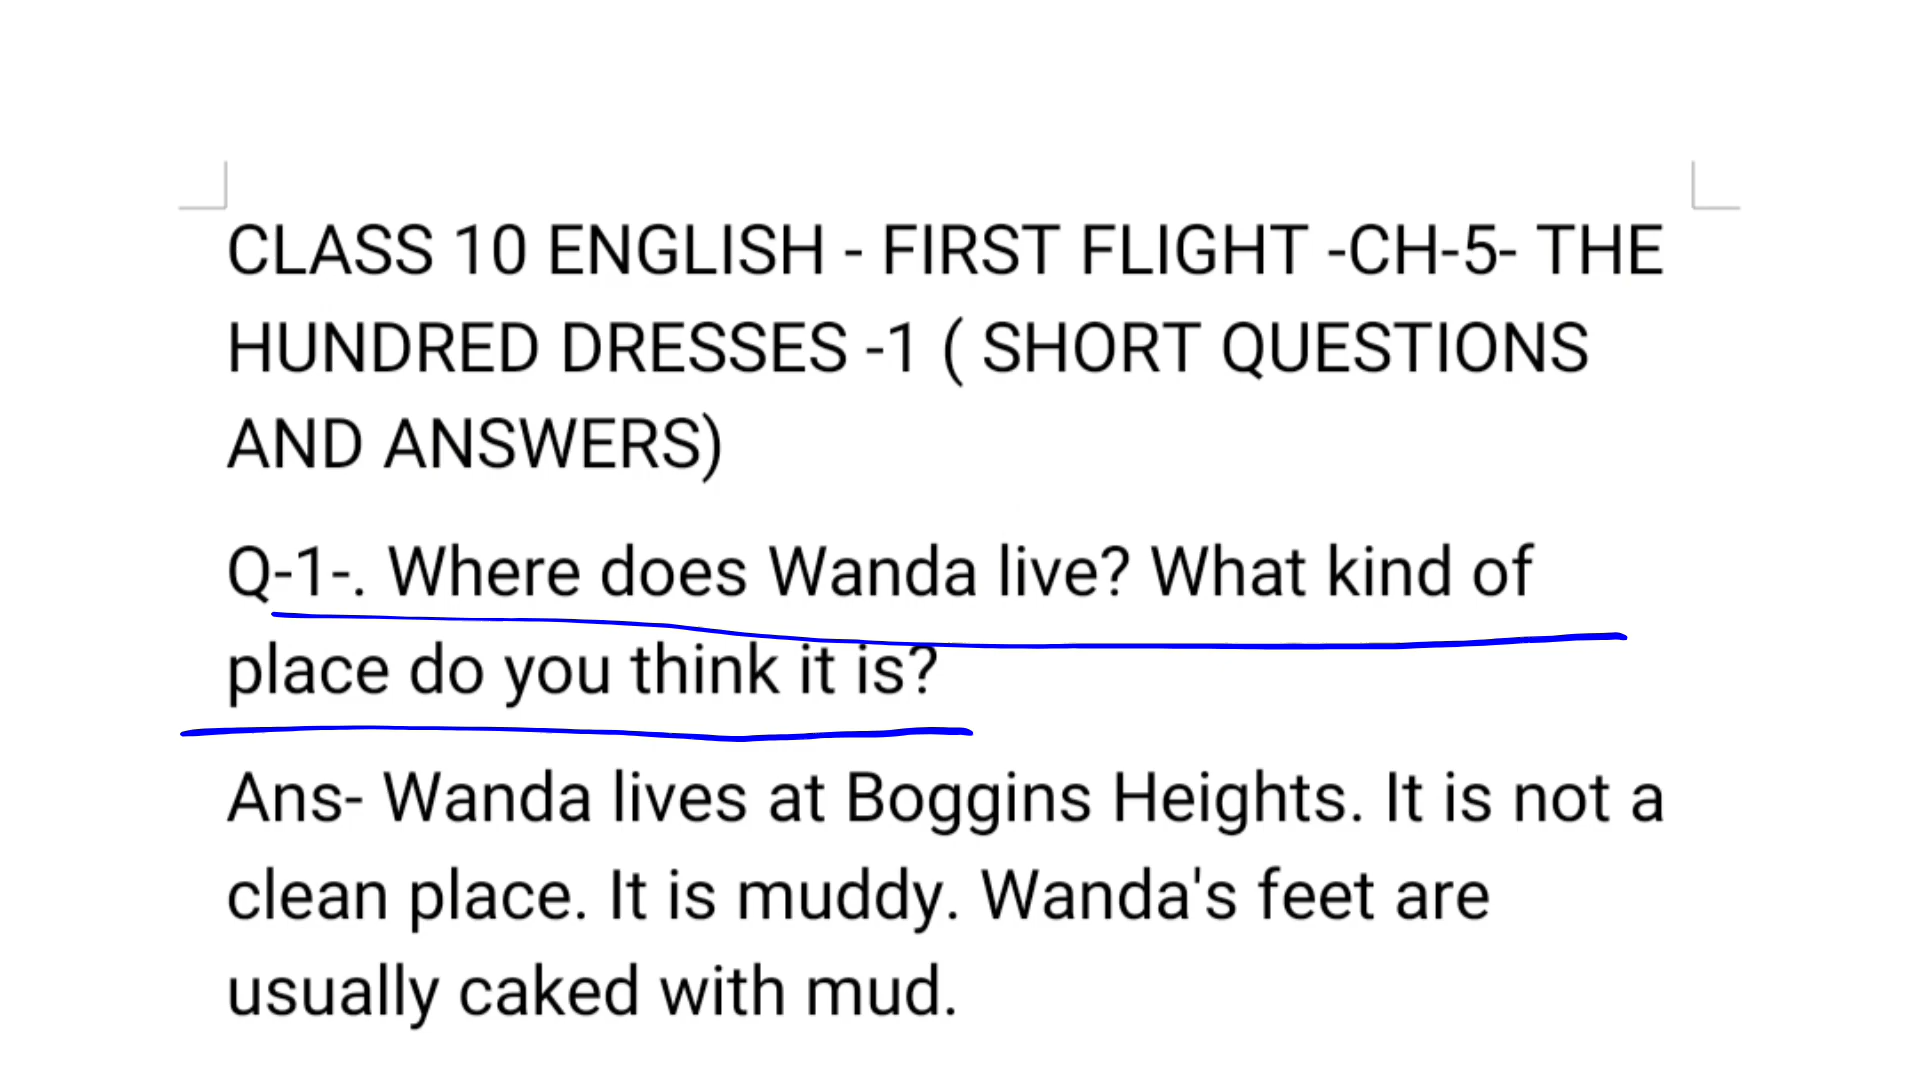 CLASS 10 ENGLISH - FIRST FLIGHT -CH-5- THE
HUNDRED DRESSES -1 ( SHORT QUESTIONS
AND ANSWERS)
Q-1-. Where does Wanda live? What kind of
place do you think it is?
Ans- Wanda lives at Boggins Heights. It is not a
clean place. It is muddy. Wanda's feet are
usually caked with mud.